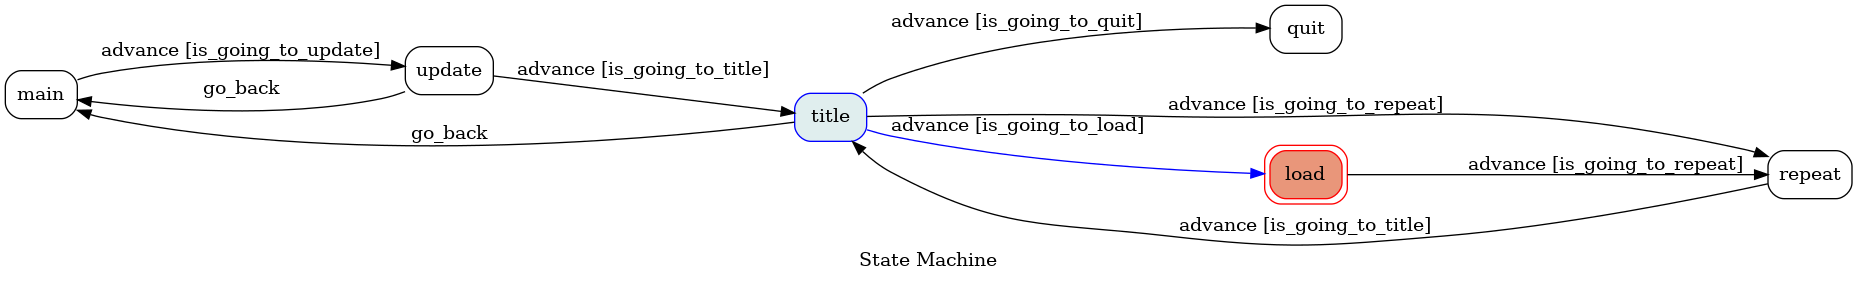 advance [is_going_to_quit]
quit
advance [is_going_to_update]
update
advance [is_going_to_title]
main
go_back
go_back
title
advance [is_going_to_repeat]
advance [is_going_to_load]
load
advance [is_going_to_repeat]
repeat
advance [is_going_to_title]
State Machine